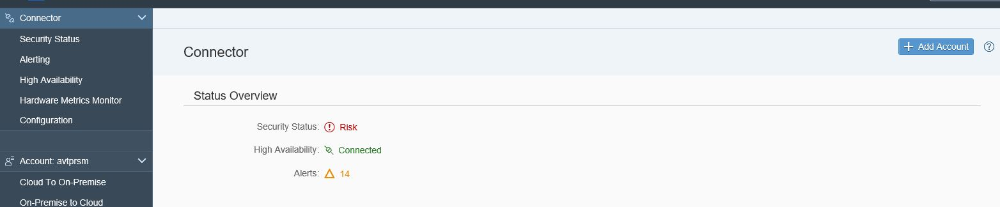 Connector
Security Status
Alerting
High Availability
Hardware Metrics Monitor
Configuration
Account: avtprsm
Cloud To On-Premise
On-Premise to Cloud
Connector
Add Account
Status Overview
Security Status: Risk
High Availability: Connected
Alerts: 14